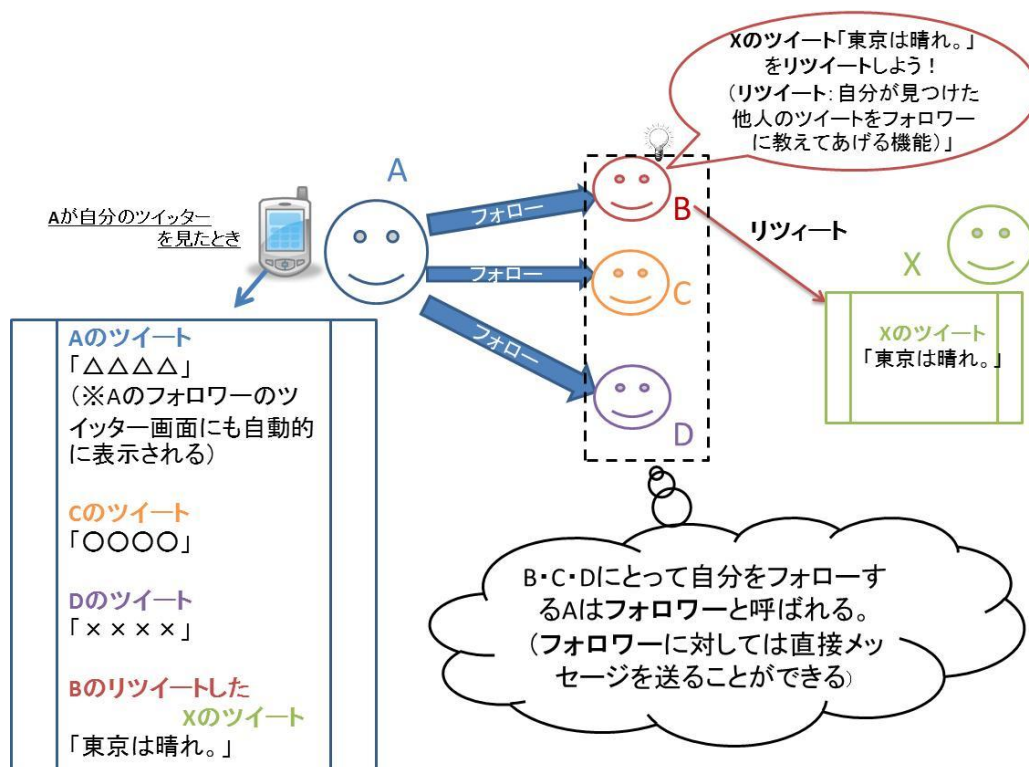 Xのツイート「東京は晴れ。」
をリツイートしよう!
(リツイート:自分が見つけた
他人のツイートをフォロワー
に教えてあげる機能)」
A
Aが自分のツイッター
を見たとき
フォロー
フォロー
フォロー
B
C
D
リツィート
X
Xのツイート
「東京は晴れ。」
Aのツイート
「△△△△」
(※Aのフォロワーのツ
イッター画面にも自動的
に表示される)
Cのツイート
「○○○○」
Dのツイート
「××××」
Bのリツイートした
Xのツイート
「東京は晴れ。」
B・C・Dにとって自分をフォローす
るAはフォロワーと呼ばれる。
(フォロワーに対しては直接メッ
セージを送ることができる)